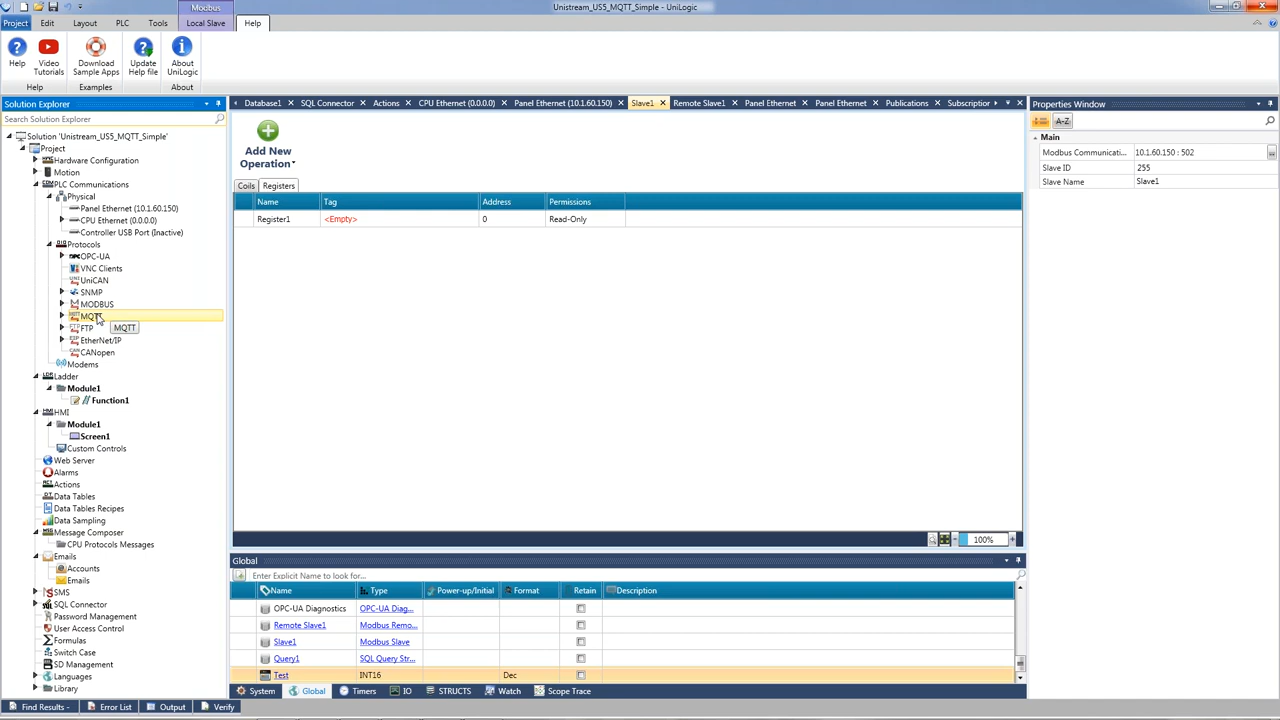 Modbus
Unistream_US5_MQTT_Simple - UniLogic
Project Edit Layout PLC Tools Local Slave Help
Help Video Tutorials Download Sample Apps Update Help file About UniLogic
Help Examples About
Solution Explorer
Search Solution Explorer
Solution 'Unistream_US5_MQTT_Simple'
Project
Hardware Configuration
Motion
PLC Communications
Physical
Panel Ethernet (10.1.60.150)
CPU Ethernet (0.0.0.0)
Controller USB Port (Inactive)
Protocols
OPC-UA
VNC Clients
UniCAN
SNMP
MODBUS
MQTT
FTP
MQTT
EtherNet/IP
CANopen
Modems
Ladder
Module1
Function1
HMI
Module1
Screen1
Custom Controls
Web Server
Alarms
Actions
Data Tables
Data Tables Recipes
Data Sampling
Message Composer
CPU Protocols Messages
Emails
Accounts
Emails
SMS
SQL Connector
Password Management
User Access Control
Formulas
Switch Case
SD Management
Languages
Library
Database1 SQL Connector Actions CPU Ethernet (0.0.0.0) Panel Ethernet (10.1.60.150) Slave1 Remote Slave1 Panel Ethernet Panel Ethernet Publications Subscription
Add New
Operation
Coils Registers
Name Tag Address Permissions
Register1 <Empty> 0 Read-Only
100%
Global
Enter Explicit Name to look for...
Name Type Power-up/Initial Format Retain Description
OPC-UA Diagnostics OPC-UA Diag...
Remote Slave1 Modbus Remo...
Slave1 Modbus Slave
Query1 SQL Query Str...
Test INT16 Dec
System Global Timers IO STRUCTS Watch Scope Trace
Properties Window
A-Z
Main
Modbus Communicati... 10.1.60.150 : 502
Slave ID 255
Slave Name Slave1
Find Results - Error List Output Verify